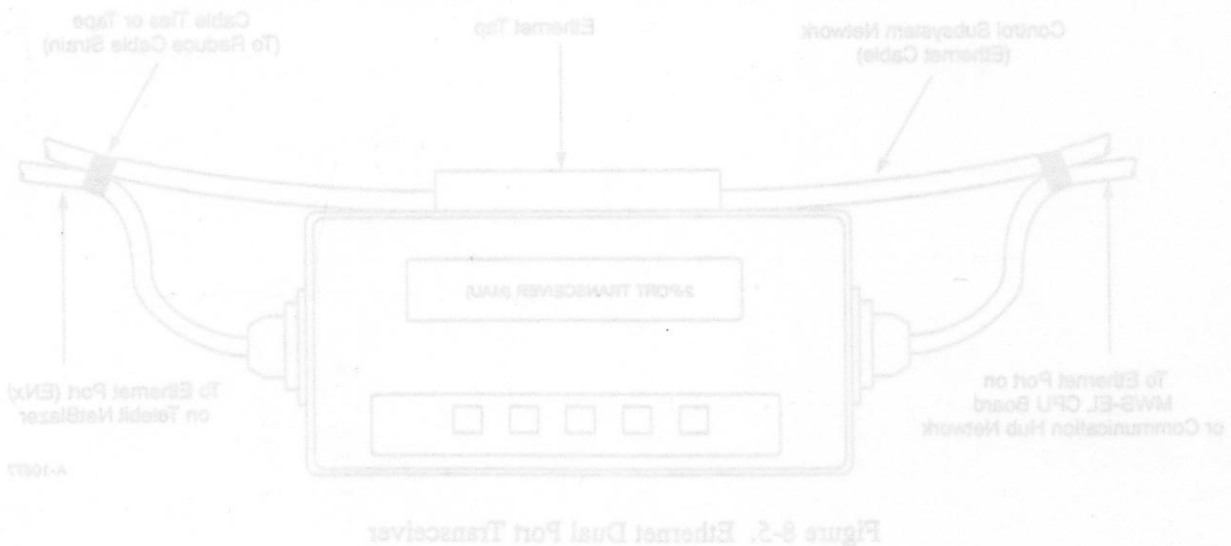 Cable Ties or Tape
(To Reduce Cable Strain)
Ethernet Tap
Control Subsystem Network
(Ethernet Cable)
2-PORT TRANSCEIVER (MAU)
To Ethernet Port (ENx)
on Telebit NetBlazer
To Ethernet Port on
MWS-EL CPU Board
or Communication Hub Network
Figure 8-5. Ethernet Dual Port Transceiver